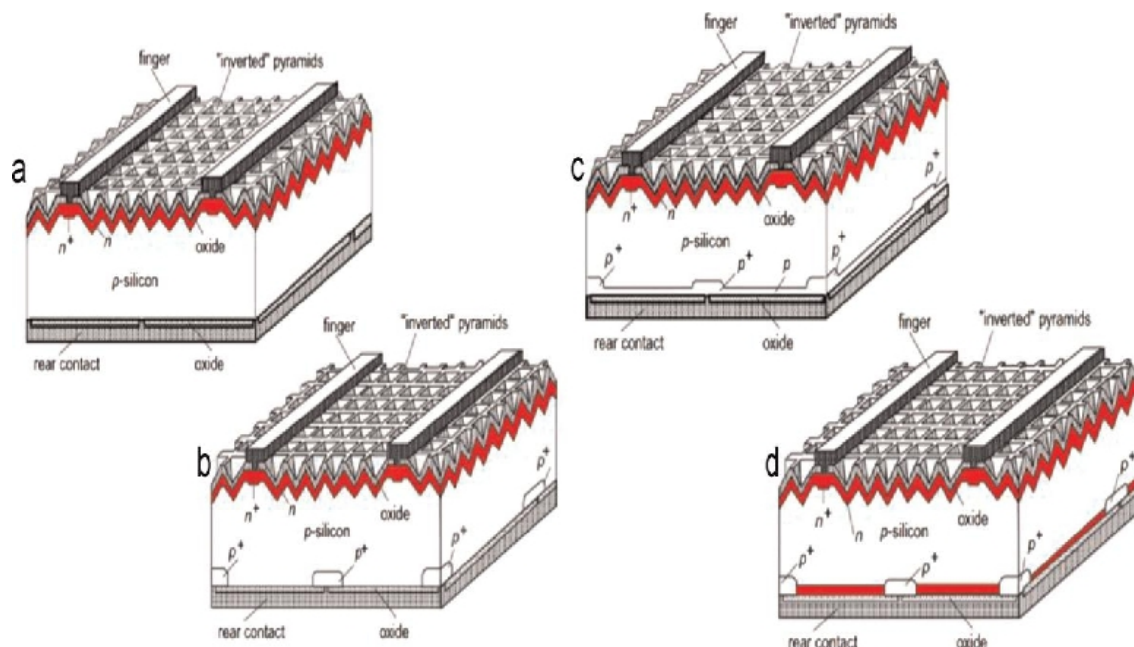 finger "inverted" pyramids
a
n+ n oxide
p-silicon
rear contact oxide
finger "inverted" pyramids
b
n+ n oxide
p-silicon
p+ p+ p+ p+
rear contact oxide
finger "inverted" pyramids
c
n+ n oxide
p-silicon
p+ p+ p p+ p+
rear contact oxide
finger "inverted" pyramids
d
n+ n oxide
p-silicon
p+ p+ p+ p+
rear contact oxide